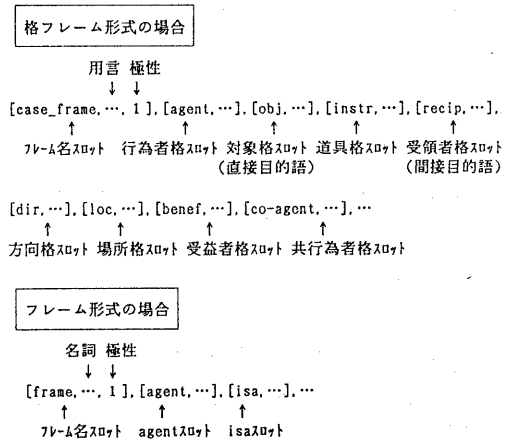 格フレーム形式の場合
用言 極性
↓ ↓
[case_frame,…, 1 ],[agent,…],[obj,…],[instr,…],[recip,…],
↑ ↑ ↑ ↑ ↑
ﾌﾚｰﾑ名ｽﾛｯﾄ 行為者格ｽﾛｯﾄ 対象格ｽﾛｯﾄ 道具格ｽﾛｯﾄ 受領者格ｽﾛｯﾄ
(直接目的語) (間接目的語)
[dir,…],[loc,…],[benef,…],[co-agent,…],…
↑ ↑ ↑ ↑
方向格ｽﾛｯﾄ 場所格ｽﾛｯﾄ 受益者格ｽﾛｯﾄ 共行為者格ｽﾛｯﾄ
フレーム形式の場合
名詞 極性
↓ ↓
[frame,…, 1 ],[agent,…],[isa,…],…
↑ ↑ ↑
ﾌﾚｰﾑ名ｽﾛｯﾄ agentｽﾛｯﾄ isaｽﾛｯﾄ